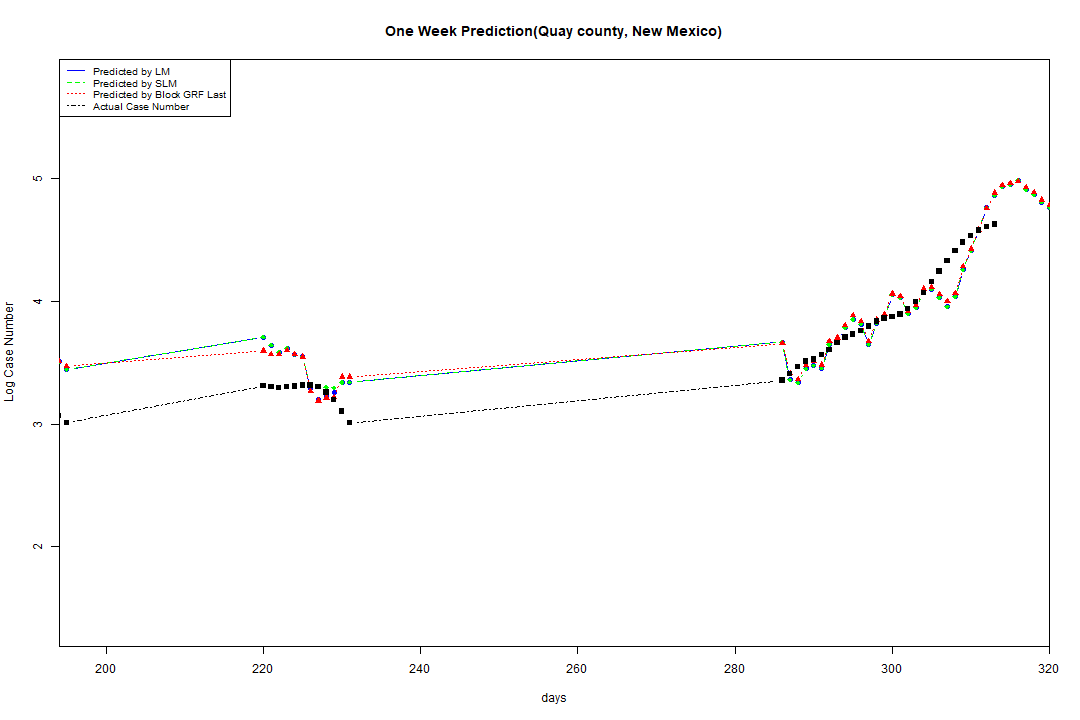 One Week Prediction(Quay county, New Mexico)
Predicted by LM
Predicted by SLM
Predicted by Block GRF Last
Actual Case Number
5
4
3
2
Log Case Number
200 220 240 260 280 300 320
days